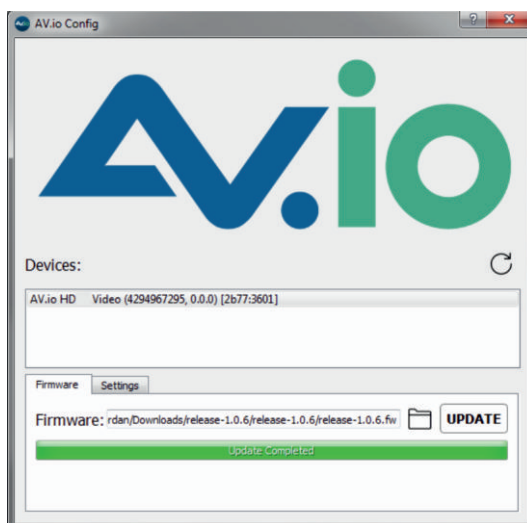 AV.io Config
AV.io
Devices:
AV.io HD Video (4294967295, 0.0.0) [2b77:3601]
Firmware Settings
Firmware: rdan/Downloads/release-1.0.6/release-1.0.6/release-1.0.6.fw UPDATE
Update Completed